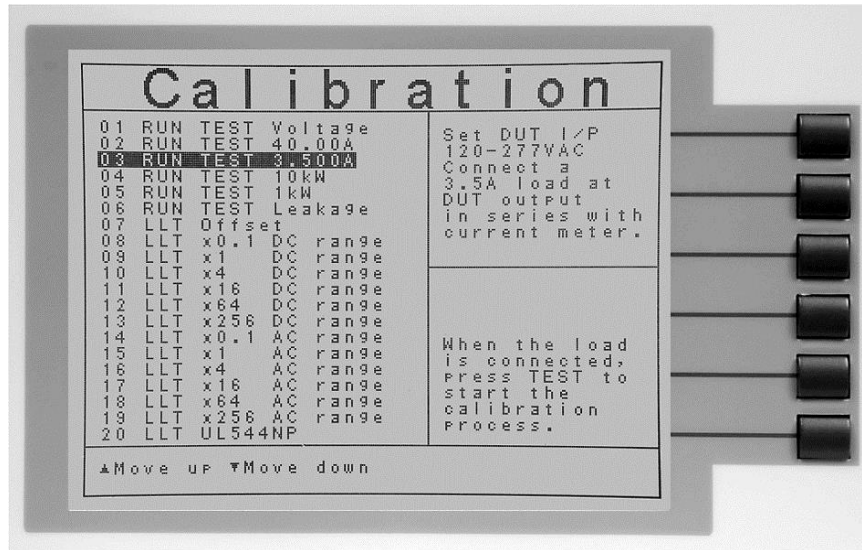 Calibration
01 RUN TEST Voltage
02 RUN TEST 40.00A
03 RUN TEST 3.500A
04 RUN TEST 10kW
05 RUN TEST 1kW
06 RUN TEST Leakage
07 LLT Offset
08 LLT x0.1 DC range
09 LLT x1 DC range
10 LLT x4 DC range
11 LLT x16 DC range
12 LLT x64 DC range
13 LLT x256 DC range
14 LLT x0.1 AC range
15 LLT x1 AC range
16 LLT x4 AC range
17 LLT x16 AC range
18 LLT x64 AC range
19 LLT x256 AC range
20 LLT UL544NP
Set DUT I/P
120-277VAC
Connect a
3.5A load at
DUT output
in series with
current meter.
When the load
is connected,
press TEST to
start the
calibration
process.
▲Move up ▼Move down